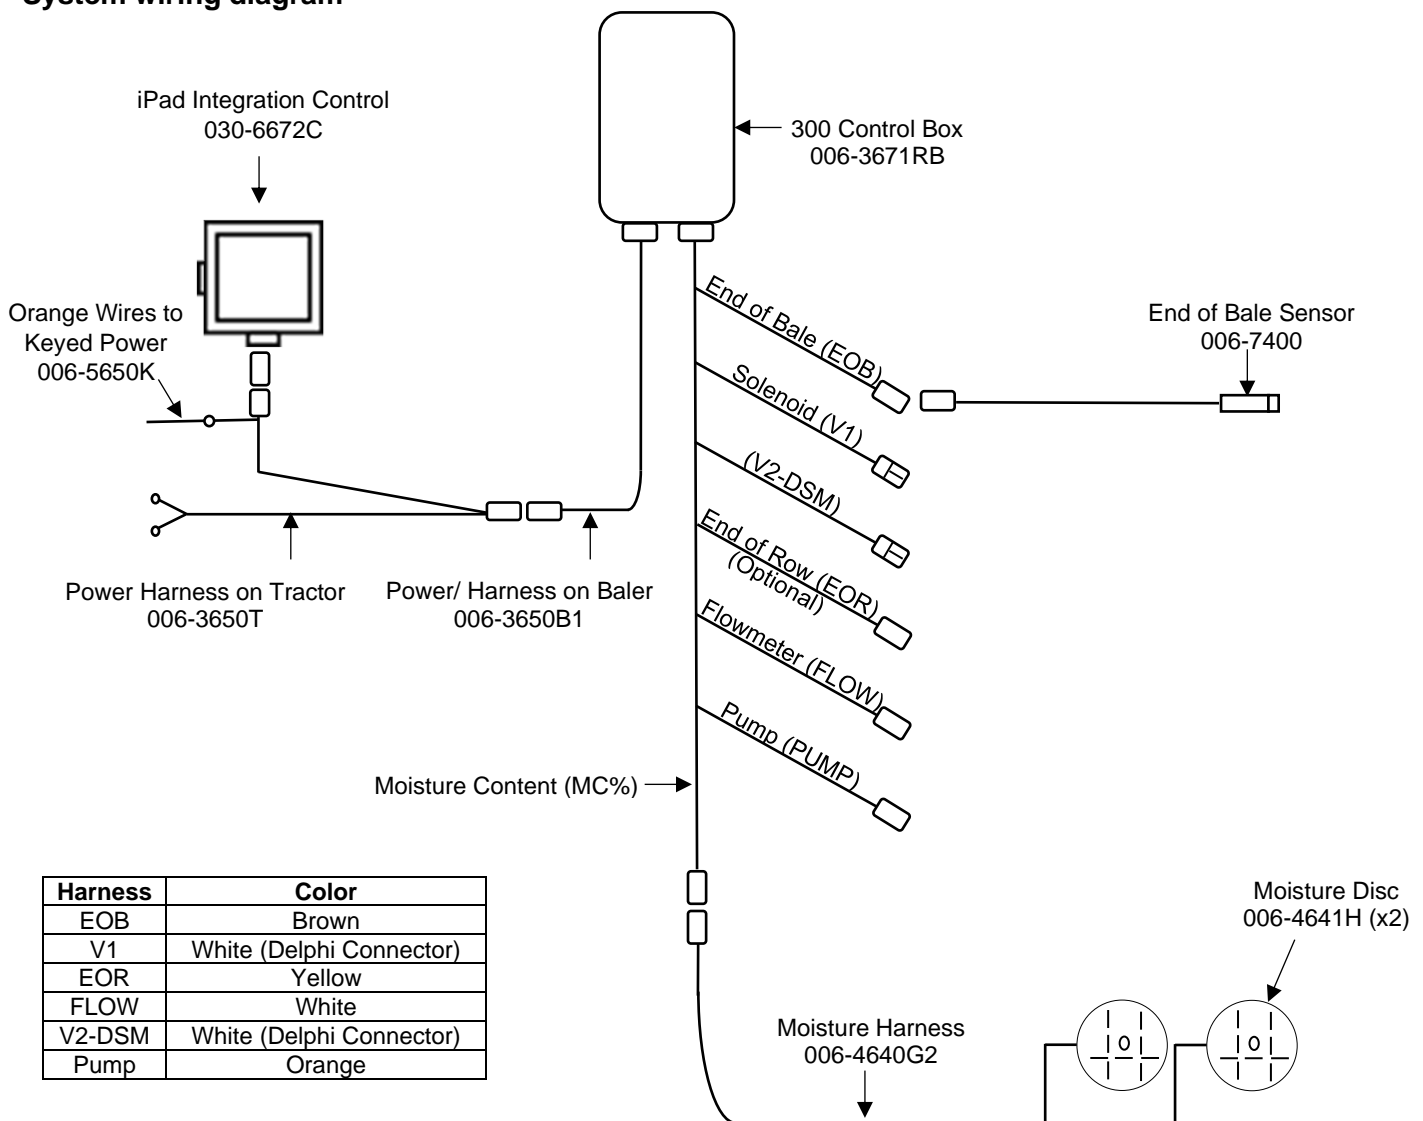 System wiring diagram
iPad Integration Control
030-6672C
300 Control Box
006-3671RB
Orange Wires to
Keyed Power
006-5650K
End of Bale Sensor
006-7400
End of Bale (EOB)
Solenoid (V1)
(V2-DSM)
End of Row (EOR)
(Optional)
Flowmeter (FLOW)
Pump (PUMP)
Power Harness on Tractor
006-3650T
Power/ Harness on Baler
006-3650B1
Moisture Content (MC%)
Harness Color
EOB Brown
V1 White (Delphi Connector)
EOR Yellow
FLOW White
V2-DSM White (Delphi Connector)
Pump Orange
Moisture Disc
006-4641H (x2)
Moisture Harness
006-4640G2